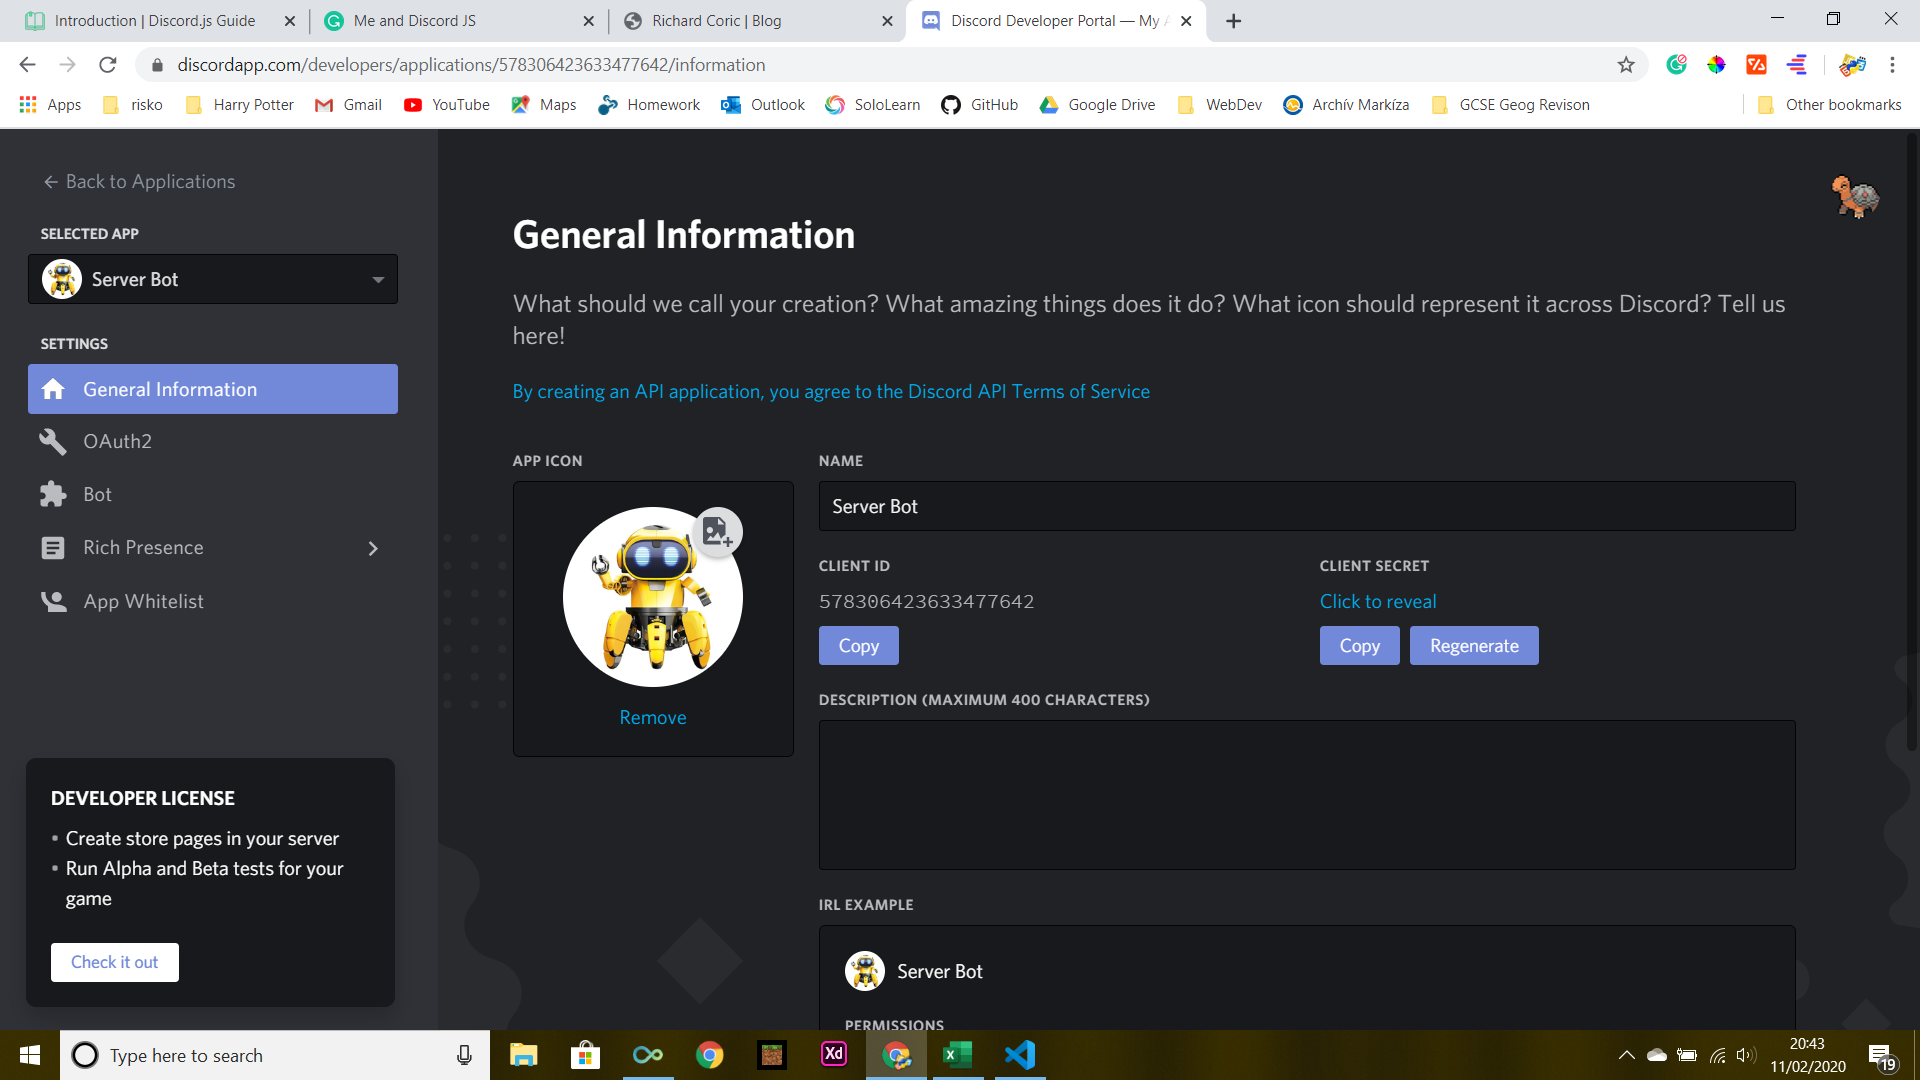 Introduction | Discord.js Guide
Me and Discord JS
Richard Coric | Blog
Discord Developer Portal — My A
discordapp.com/developers/applications/578306423633477642/information
Apps
risko
Harry Potter
Gmail
YouTube
Maps
Homework
Outlook
SoloLearn
GitHub
Google Drive
WebDev
Archív Markíza
GCSE Geog Revison
Other bookmarks
Back to Applications
SELECTED APP
Server Bot
SETTINGS
General Information
OAuth2
Bot
Rich Presence
App Whitelist
DEVELOPER LICENSE
• Create store pages in your server
• Run Alpha and Beta tests for your
game
Check it out
General Information
What should we call your creation? What amazing things does it do? What icon should represent it across Discord? Tell us
here!
By creating an API application, you agree to the Discord API Terms of Service
APP ICON
Remove
NAME
Server Bot
CLIENT ID
578306423633477642
Copy
CLIENT SECRET
Click to reveal
Copy
Regenerate
DESCRIPTION (MAXIMUM 400 CHARACTERS)
IRL EXAMPLE
Server Bot
PERMISSIONS
Type here to search
Xd
20:43
11/02/2020
19